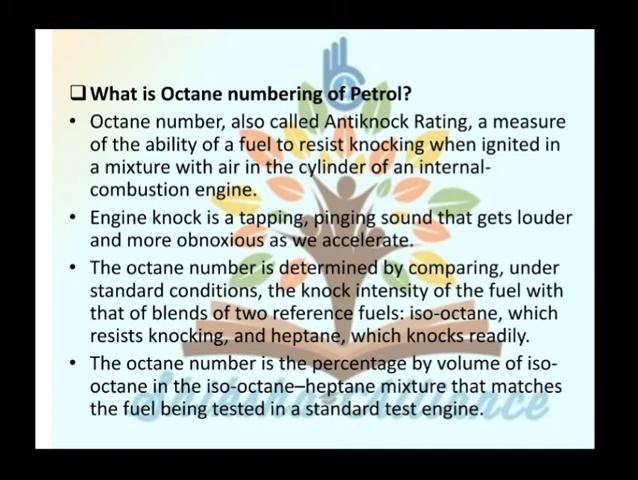 ❑ What is Octane numbering of Petrol?
• Octane number, also called Antiknock Rating, a measure
of the ability of a fuel to resist knocking when ignited in
a mixture with air in the cylinder of an internal-
combustion engine.
• Engine knock is a tapping, pinging sound that gets louder
and more obnoxious as we accelerate.
• The octane number is determined by comparing, under
standard conditions, the knock intensity of the fuel with
that of blends of two reference fuels: iso-octane, which
resists knocking, and heptane, which knocks readily.
• The octane number is the percentage by volume of iso-
octane in the iso-octane–heptane mixture that matches
the fuel being tested in a standard test engine.